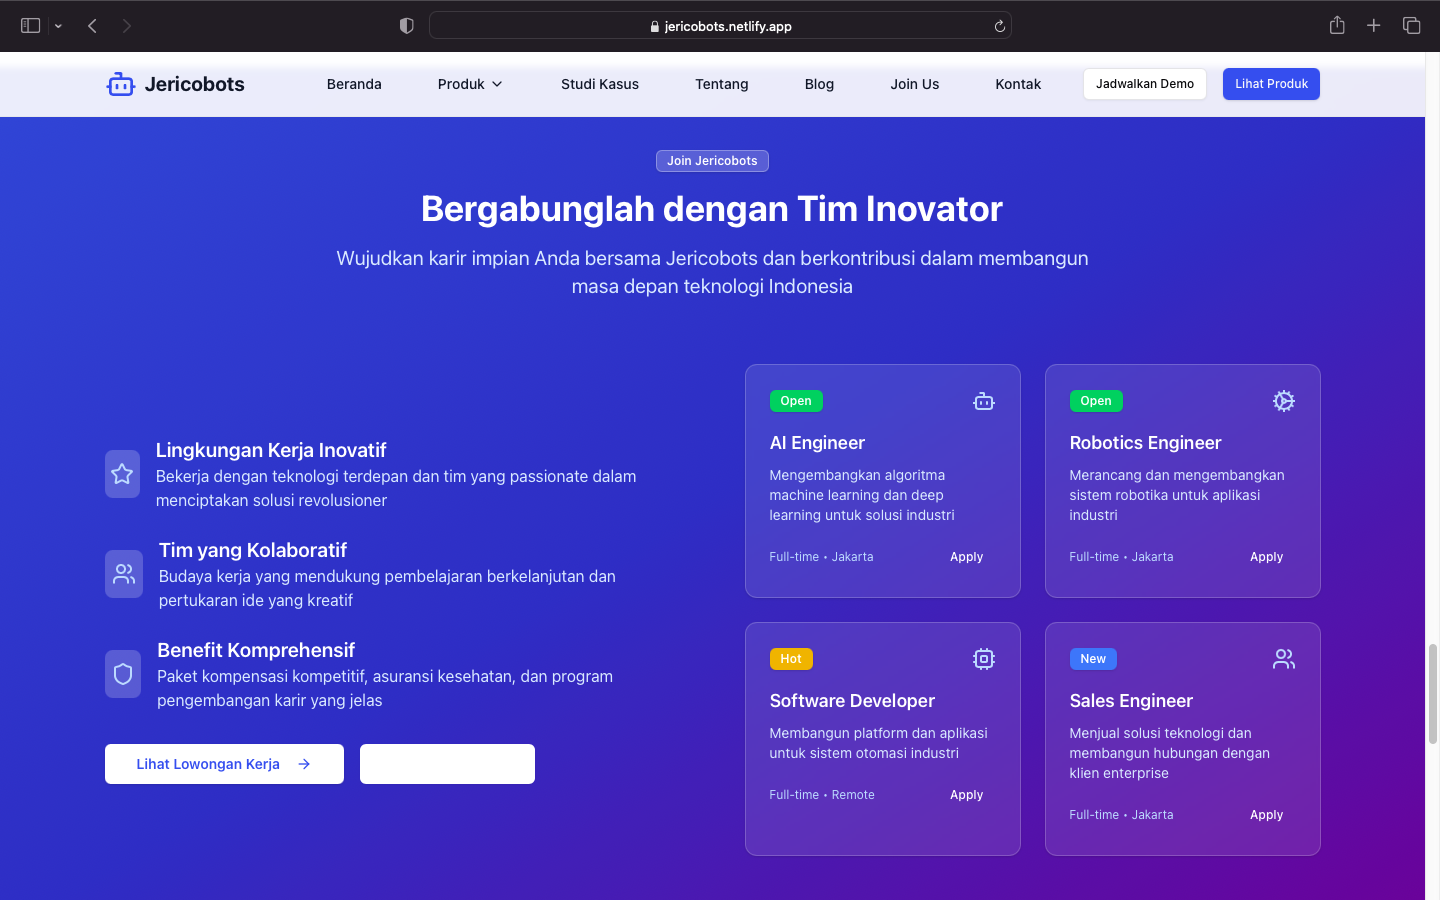 jericobots.netlify.app
Jericobots
Beranda
Produk
Studi Kasus
Tentang
Blog
Join Us
Kontak
Jadwalkan Demo
Lihat Produk
Join Jericobots
Bergabunglah dengan Tim Inovator
Wujudkan karir impian Anda bersama Jericobots dan berkontribusi dalam membangun
masa depan teknologi Indonesia
Lingkungan Kerja Inovatif
Bekerja dengan teknologi terdepan dan tim yang passionate dalam
menciptakan solusi revolusioner
Tim yang Kolaboratif
Budaya kerja yang mendukung pembelajaran berkelanjutan dan
pertukaran ide yang kreatif
Benefit Komprehensif
Paket kompensasi kompetitif, asuransi kesehatan, dan program
pengembangan karir yang jelas
Lihat Lowongan Kerja
Open
AI Engineer
Mengembangkan algoritma
machine learning dan deep
learning untuk solusi industri
Full-time • Jakarta
Apply
Open
Robotics Engineer
Merancang dan mengembangkan
sistem robotika untuk aplikasi
industri
Full-time • Jakarta
Apply
Hot
Software Developer
Membangun platform dan aplikasi
untuk sistem otomasi industri
Full-time • Remote
Apply
New
Sales Engineer
Menjual solusi teknologi dan
membangun hubungan dengan
klien enterprise
Full-time • Jakarta
Apply